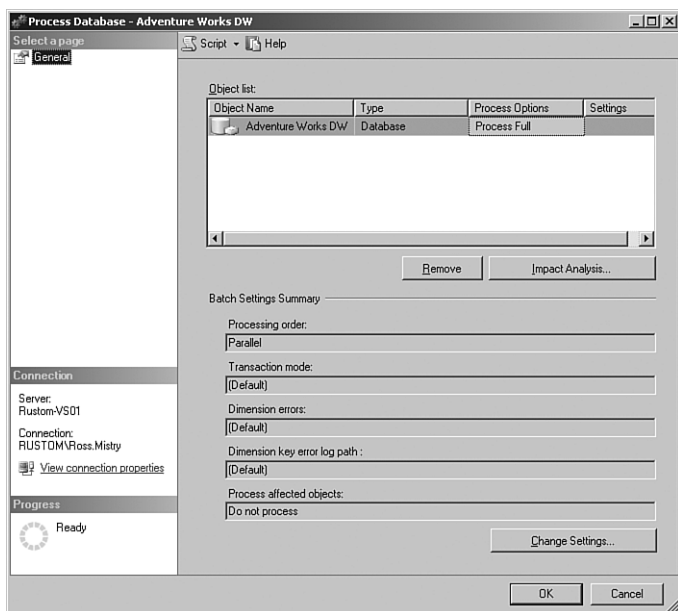 Process Database - Adventure Works DW
Select a page
General
Script
Help
Object list:
Object Name Type Process Options Settings
Adventure Works DW Database Process Full
Remove
Impact Analysis...
Batch Settings Summary
Processing order:
Parallel
Transaction mode:
(Default)
Dimension errors:
(Default)
Dimension key error log path :
(Default)
Process affected objects:
Do not process
Change Settings...
Connection
Server:
Rustom-VS01
Connection:
RUSTOM\Ross.Mistry
View connection properties
Progress
Ready
OK
Cancel